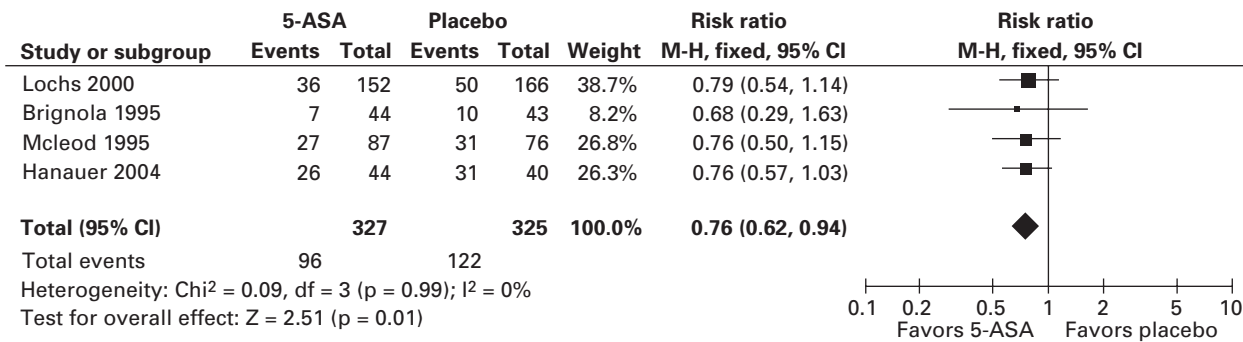 5-ASA Placebo Risk ratio Risk ratio
Study or subgroup Events Total Events Total Weight M-H, fixed, 95% CI M-H, fixed, 95% CI
Lochs 2000 36 152 50 166 38.7% 0.79 (0.54, 1.14)
Brignola 1995 7 44 10 43 8.2% 0.68 (0.29, 1.63)
Mcleod 1995 27 87 31 76 26.8% 0.76 (0.50, 1.15)
Hanauer 2004 26 44 31 40 26.3% 0.76 (0.57, 1.03)
Total (95% CI) 327 325 100.0% 0.76 (0.62, 0.94)
Total events 96 122
Heterogeneity: Chi² = 0.09, df = 3 (p = 0.99); I² = 0%
Test for overall effect: Z = 2.51 (p = 0.01)
0.1 0.2 0.5 1 2 5 10
Favors 5-ASA Favors placebo